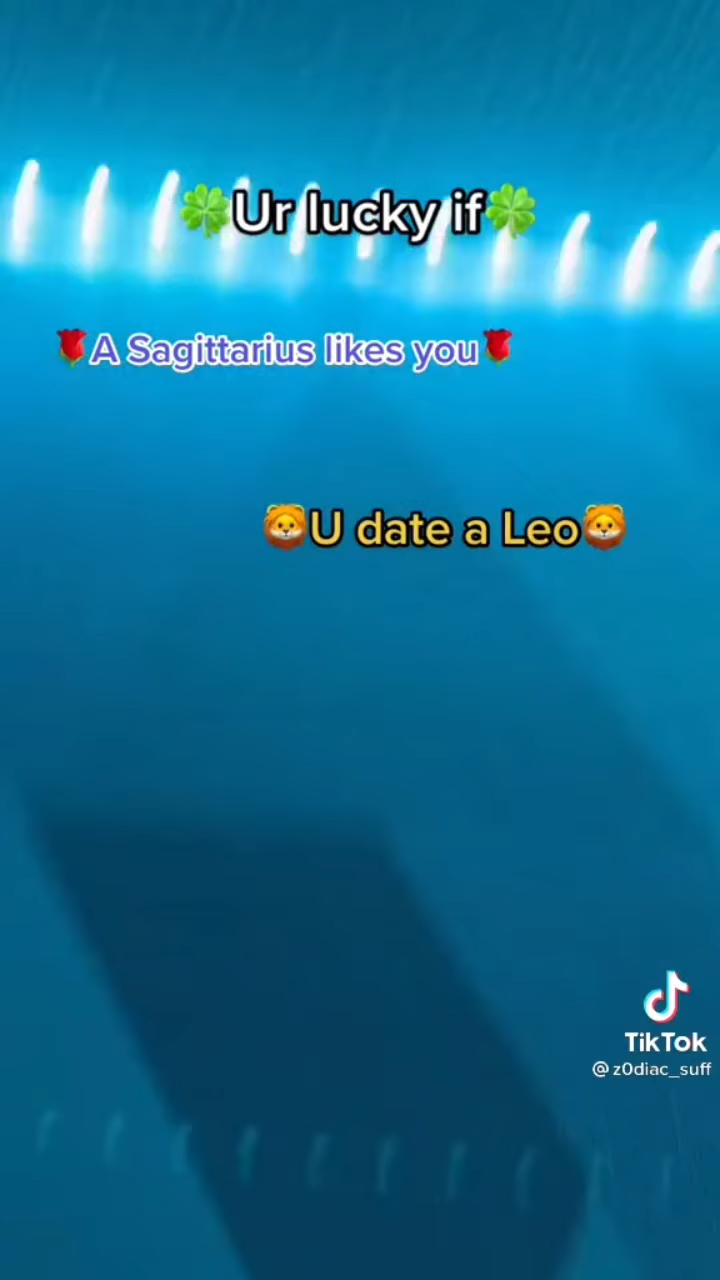 🍀Ur lucky if🍀
🌹A Sagittarius likes you🌹
🦁U date a Leo🦁
TikTok
@z0diac_suff